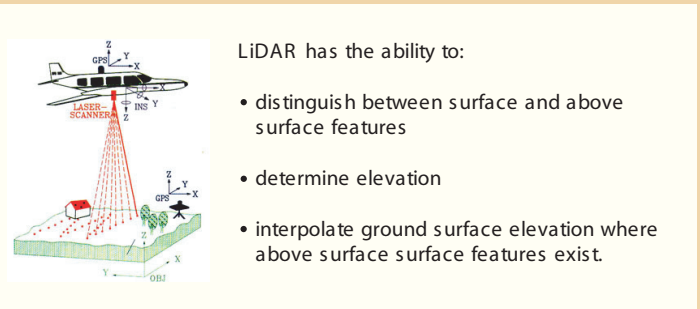 LiDAR has the ability to:
• distinguish between surface and above
surface features
• determine elevation
• interpolate ground surface elevation where
above surface surface features exist.
Z
Y
GPS
X
X
LASER-
SCANNER
INS
Y
Z
Z
Y
GPS
X
Z
X
Y
OBJ